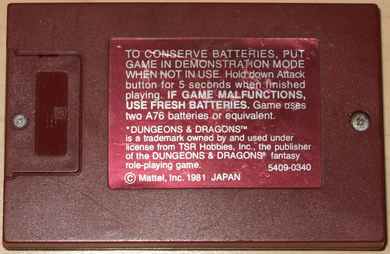 TO CONSERVE BATTERIES, PUT
GAME IN DEMONSTRATION MODE
WHEN NOT IN USE. Hold down Attack
button for 5 seconds when finished
playing. IF GAME MALFUNCTIONS,
USE FRESH BATTERIES. Game uses
two A76 batteries or equivalent.
*DUNGEONS & DRAGONS™
is a trademark owned by and used under
license from TSR Hobbies, Inc., the publisher
of the DUNGEONS & DRAGONS® fantasy
role-playing game. 5409-0340
© Mattel, Inc. 1981 JAPAN